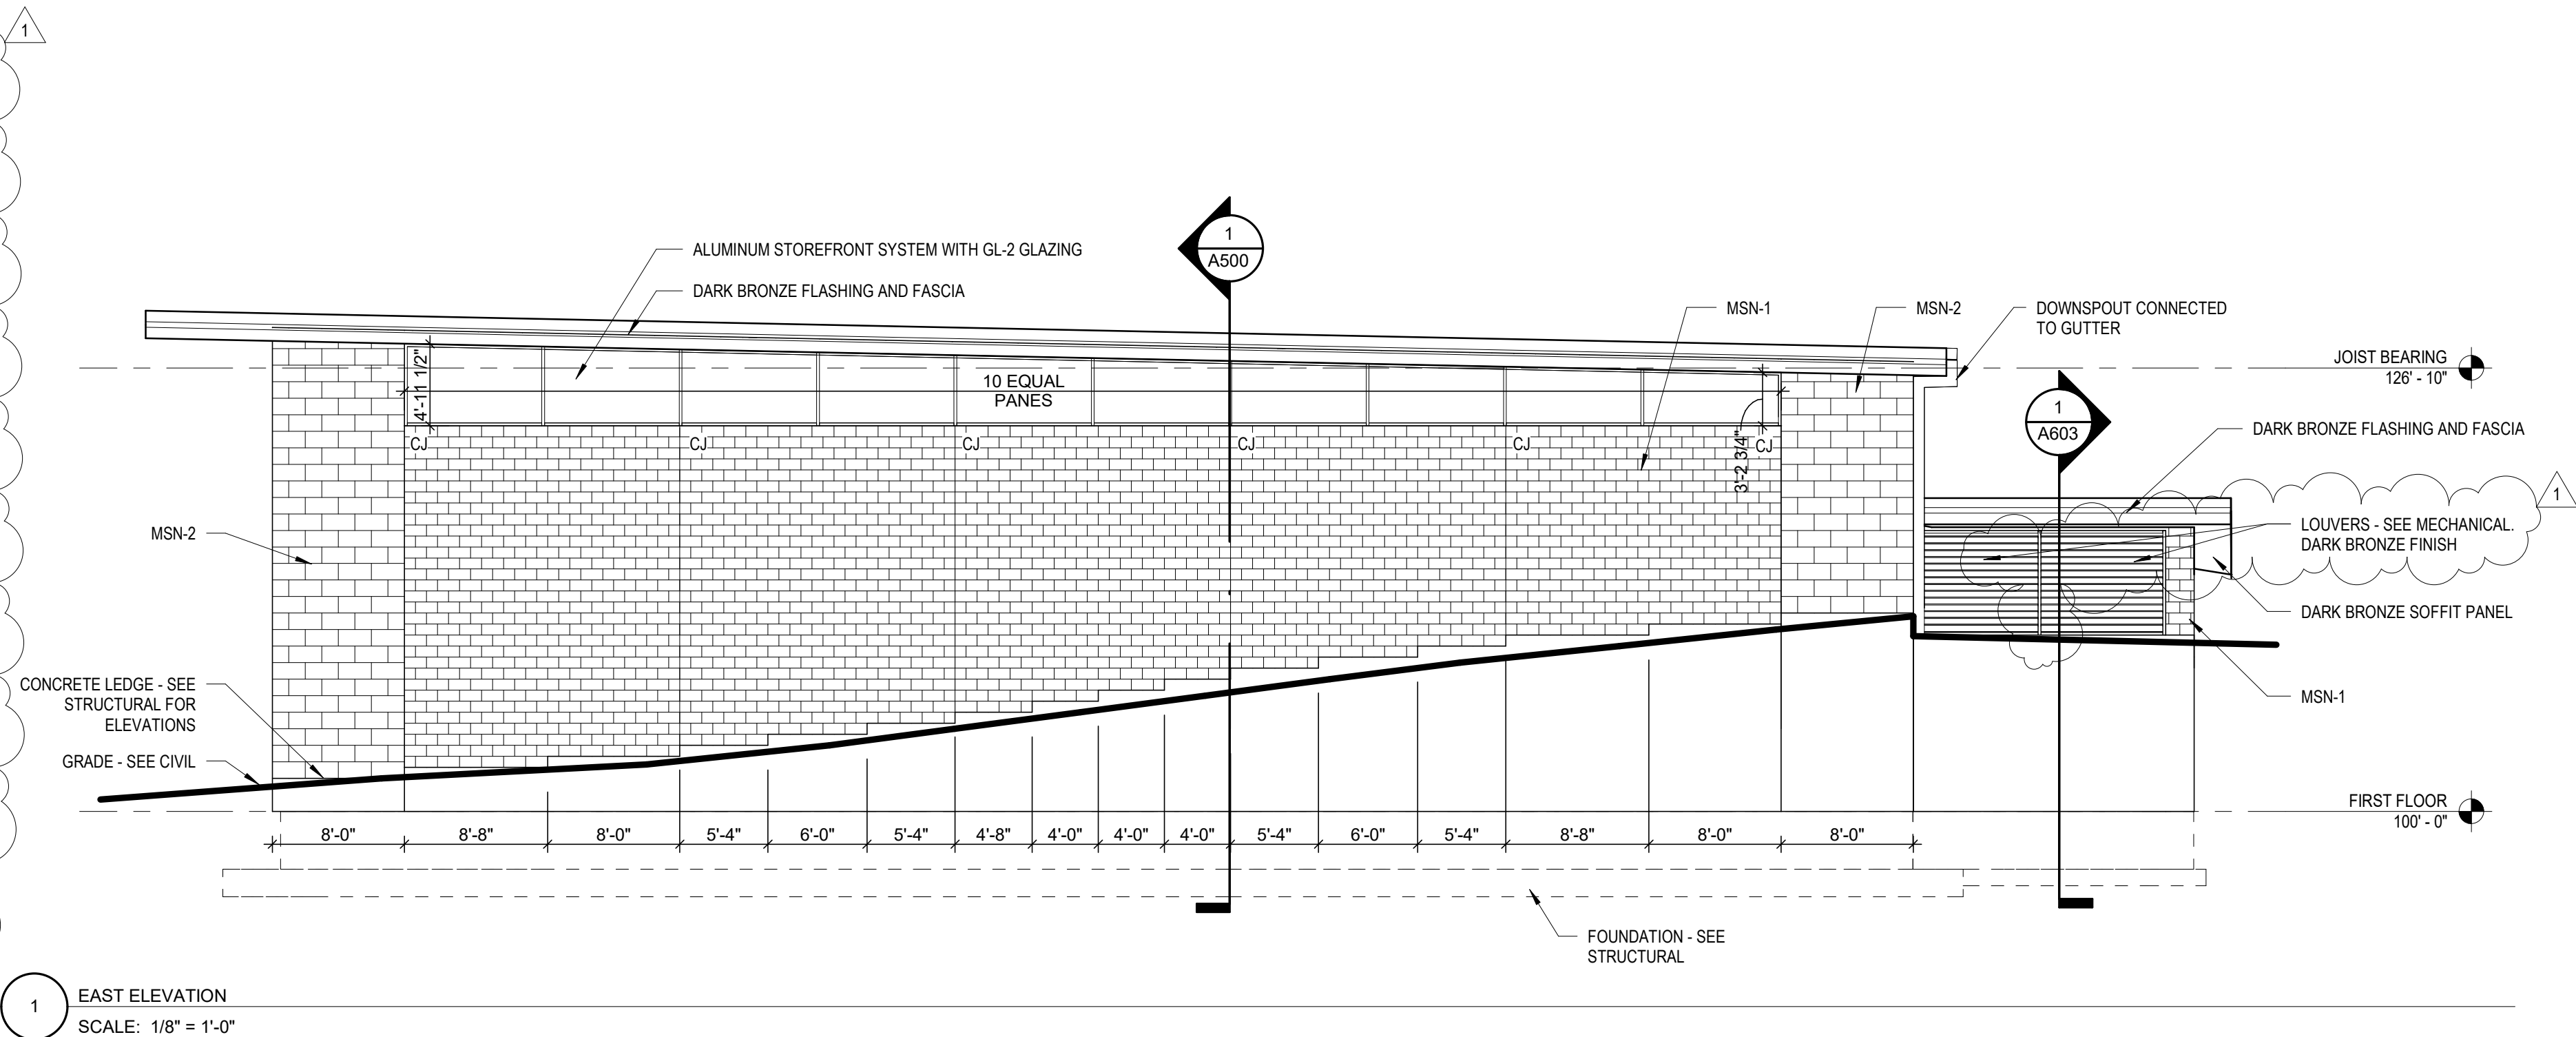 1
1
A500
ALUMINUM STOREFRONT SYSTEM WITH GL-2 GLAZING
DARK BRONZE FLASHING AND FASCIA
MSN-1
MSN-2
DOWNSPOUT CONNECTED
TO GUTTER
JOIST BEARING
126' - 10"
4'-11 1/2"
10 EQUAL
PANES
1
A603
DARK BRONZE FLASHING AND FASCIA
CJ
CJ
CJ
CJ
CJ
CJ
3'-2 3/4"
1
MSN-2
LOUVERS - SEE MECHANICAL.
DARK BRONZE FINISH
DARK BRONZE SOFFIT PANEL
MSN-1
CONCRETE LEDGE - SEE
STRUCTURAL FOR
ELEVATIONS
GRADE - SEE CIVIL
FIRST FLOOR
100' - 0"
8'-0"
8'-8"
8'-0"
5'-4"
6'-0"
5'-4"
4'-8"
4'-0"
4'-0"
4'-0"
5'-4"
6'-0"
5'-4"
8'-8"
8'-0"
8'-0"
FOUNDATION - SEE
STRUCTURAL
1
EAST ELEVATION
SCALE: 1/8" = 1'-0"